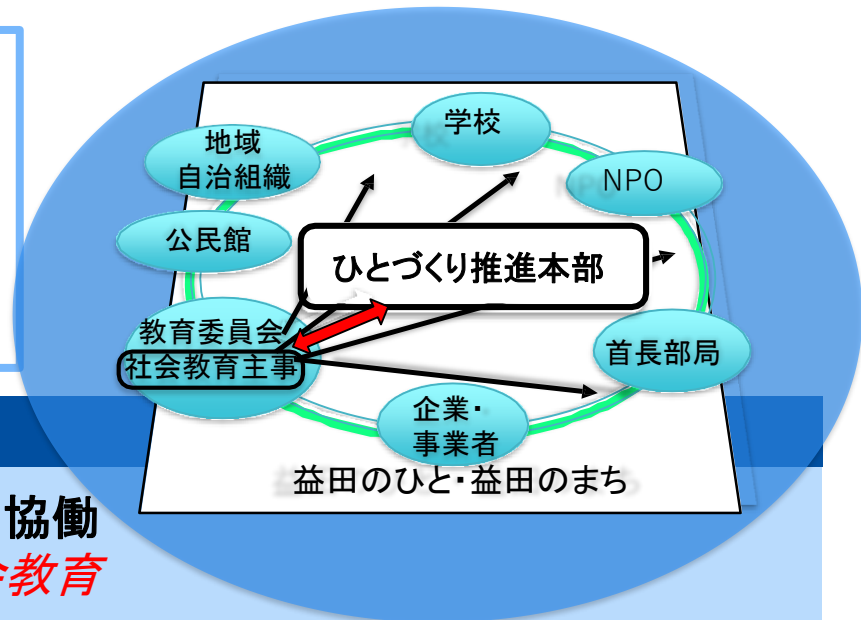 学校
地域
自治組織
NPO
公民館
ひとづくり推進本部
教育委員会
社会教育主事
首長部局
企業・
事業者
益田のひと・益田のまち
協働
教育